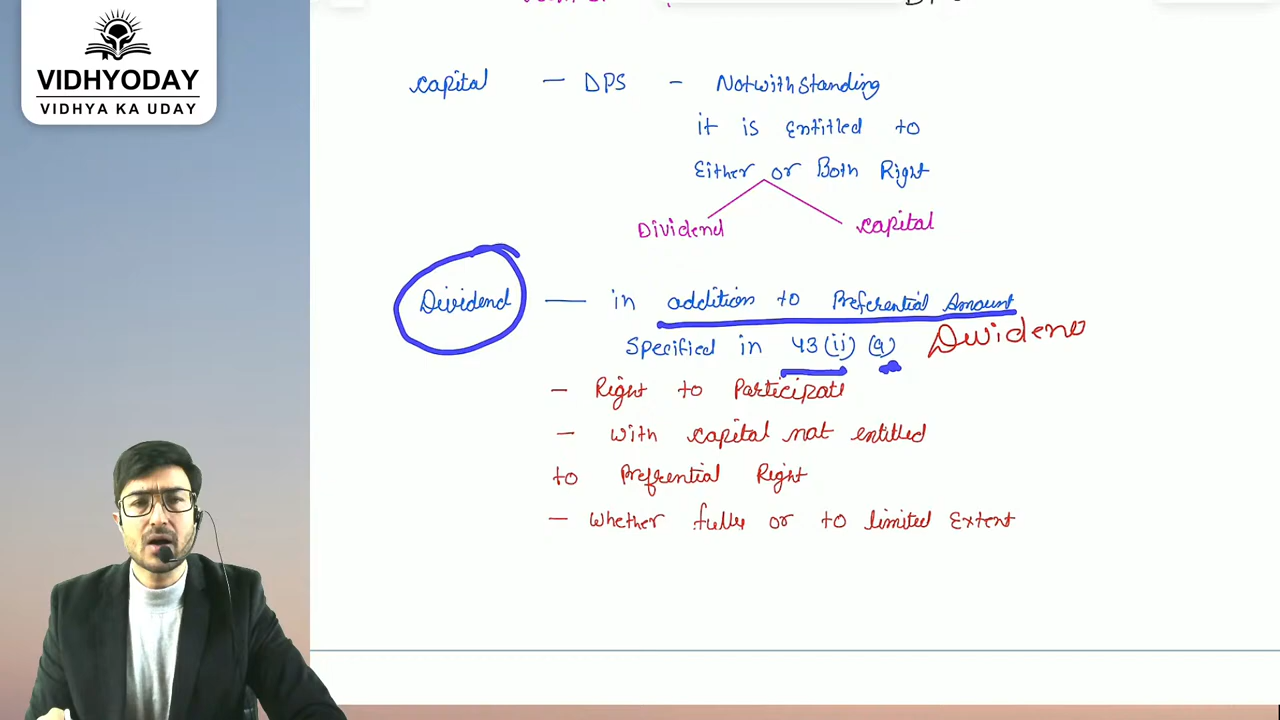 VIDHYODAY
VIDHYA KA UDAY
capital — DPS - Notwithstanding
it is Entitled to
Either or Both Right
Dividend capital
Dividend — in addition to Preferential Amount
Specified in 43(ii) (a) Dividend
- Right to Participate
- with capital not entitled
to Prefrential Right
- whether fully or to limited Extent